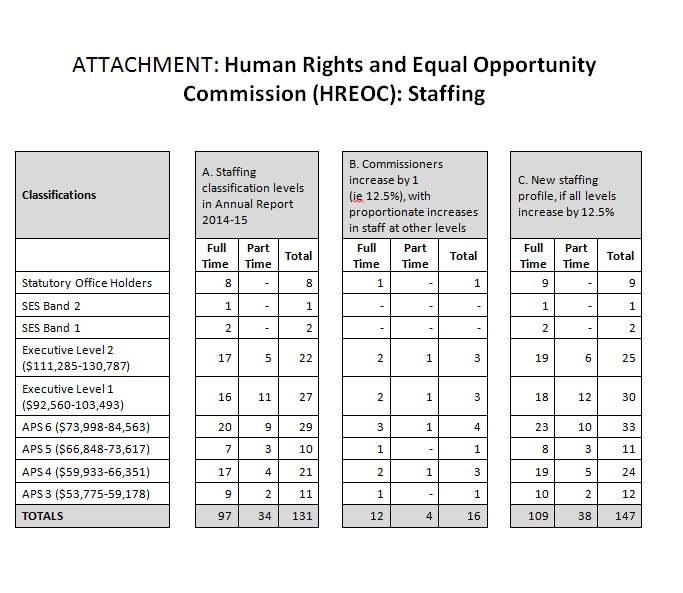 ATTACHMENT: Human Rights and Equal Opportunity
Commission (HREOC): Staffing
Classifications
A. Staffing
classification levels
in Annual Report
2014-15
B. Commissioners
increase by 1
(ie 12.5%), with
proportionate increases
in staff at other levels
C. New staffing
profile, if all levels
increase by 12.5%
Full Time Part Time Total Full Time Part Time Total Full Time Part Time Total
Statutory Office Holders 8 - 8 1 - 1 9 - 9
SES Band 2 1 - 1 - - - 1 - 1
SES Band 1 2 - 2 - - - 2 - 2
Executive Level 2
($111,285-130,787) 17 5 22 2 1 3 19 6 25
Executive Level 1
($92,560-103,493) 16 11 27 2 1 3 18 12 30
APS 6 ($73,998-84,563) 20 9 29 3 1 4 23 10 33
APS 5 ($66,848-73,617) 7 3 10 1 - 1 8 3 11
APS 4 ($59,933-66,351) 17 4 21 2 1 3 19 5 24
APS 3 ($53,775-59,178) 9 2 11 1 - 1 10 2 12
TOTALS 97 34 131 12 4 16 109 38 147